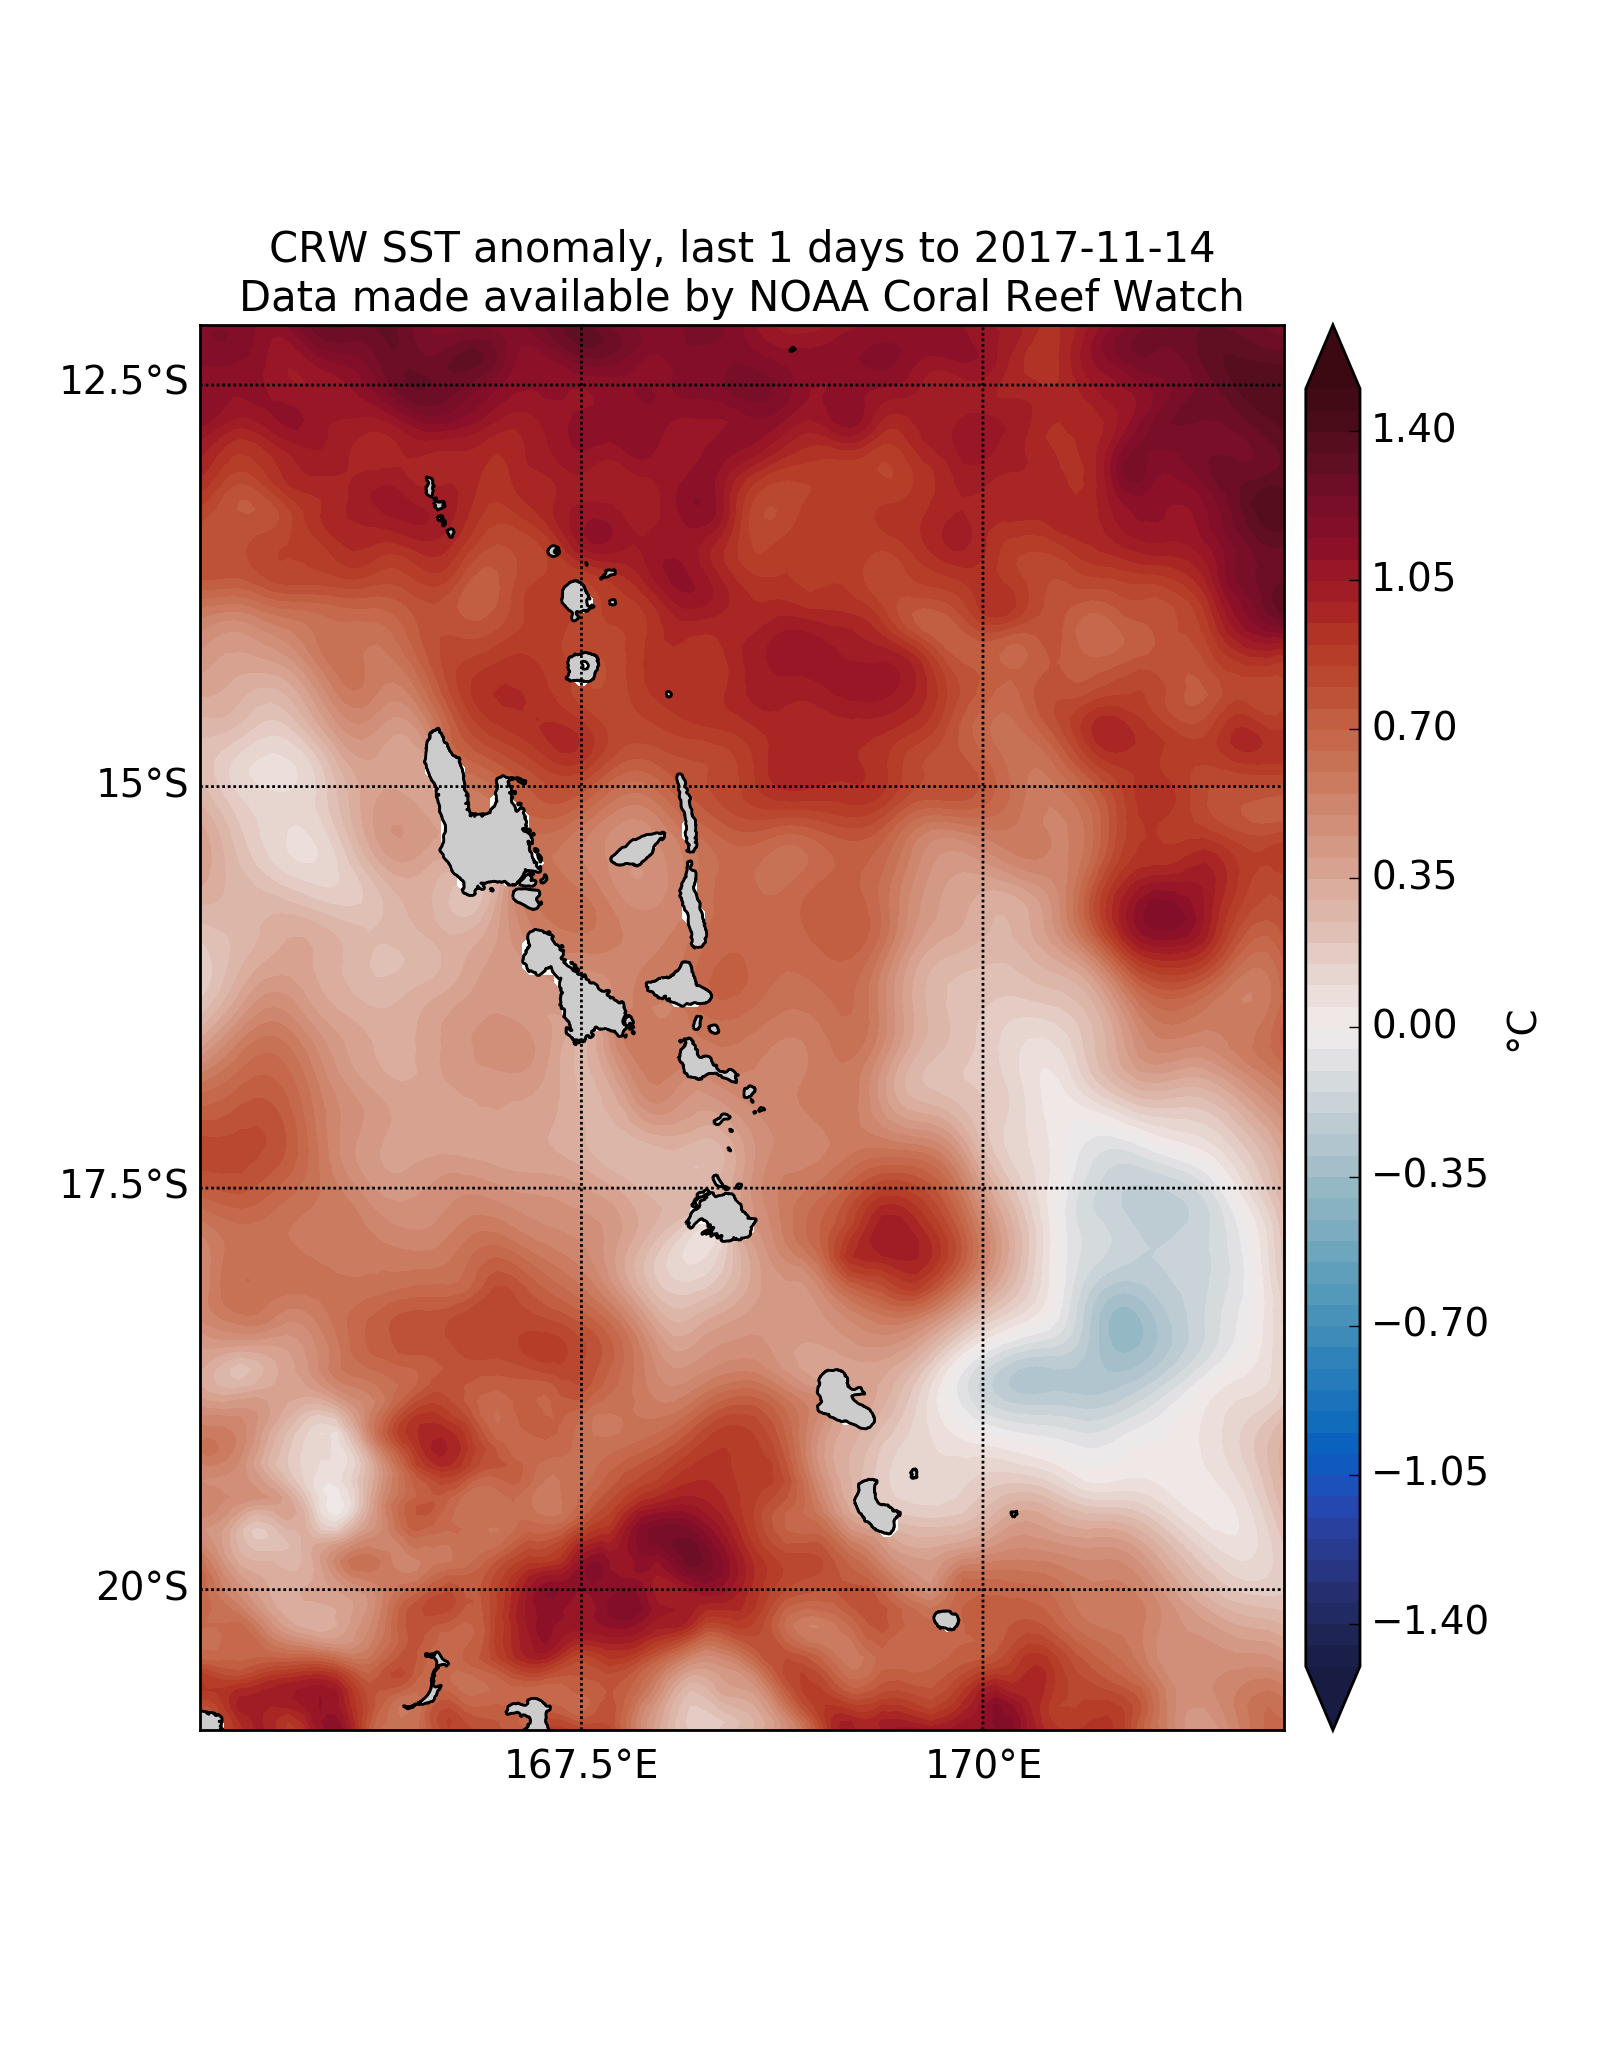 CRW SST anomaly, last 1 days to 2017-11-14
Data made available by NOAA Coral Reef Watch
12.5°S
15°S
17.5°S
20°S
167.5°E
170°E
1.40
1.05
0.70
0.35
0.00
−0.35
−0.70
−1.05
−1.40
°C